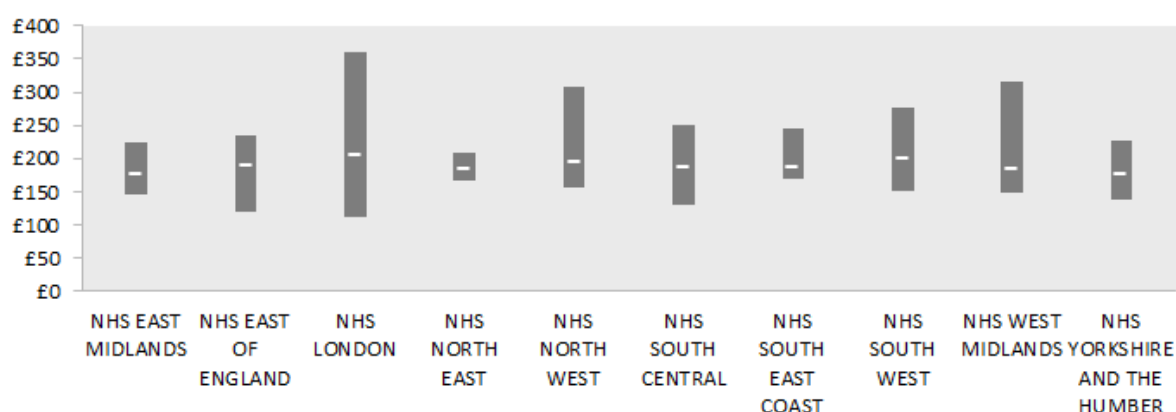 £400
£350
£300
£250
£200
£150
£100
£50
£0
NHS EAST
MIDLANDS
NHS EAST
OF
ENGLAND
NHS
LONDON
NHS
NORTH
EAST
NHS
NORTH
WEST
NHS
SOUTH
CENTRAL
NHS
SOUTH
EAST
COAST
NHS
SOUTH
WEST
NHS WEST
MIDLANDS
NHS
YORKSHIRE
AND THE
HUMBER